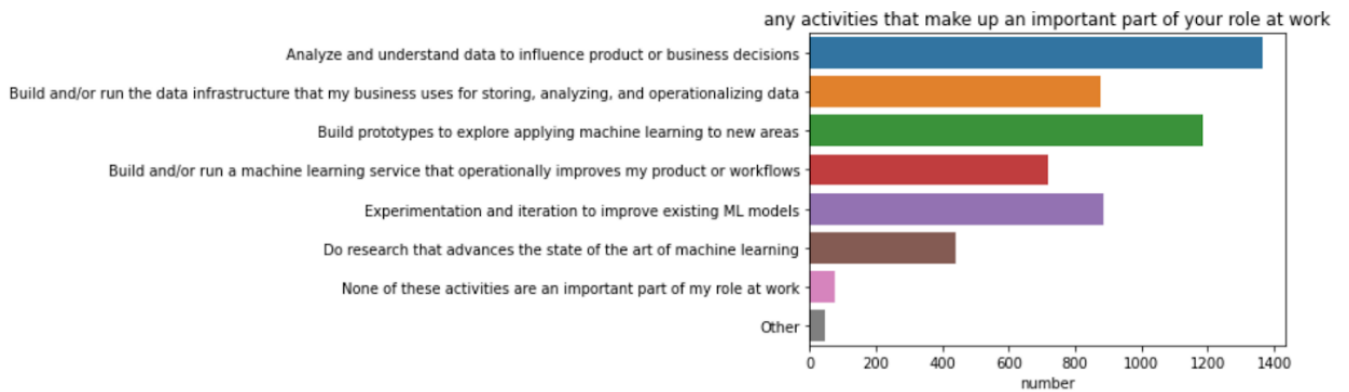 any activities that make up an important part of your role at work
Analyze and understand data to influence product or business decisions
Build and/or run the data infrastructure that my business uses for storing, analyzing, and operationalizing data
Build prototypes to explore applying machine learning to new areas
Build and/or run a machine learning service that operationally improves my product or workflows
Experimentation and iteration to improve existing ML models
Do research that advances the state of the art of machine learning
None of these activities are an important part of my role at work
Other
0 200 400 600 800 1000 1200 1400
number